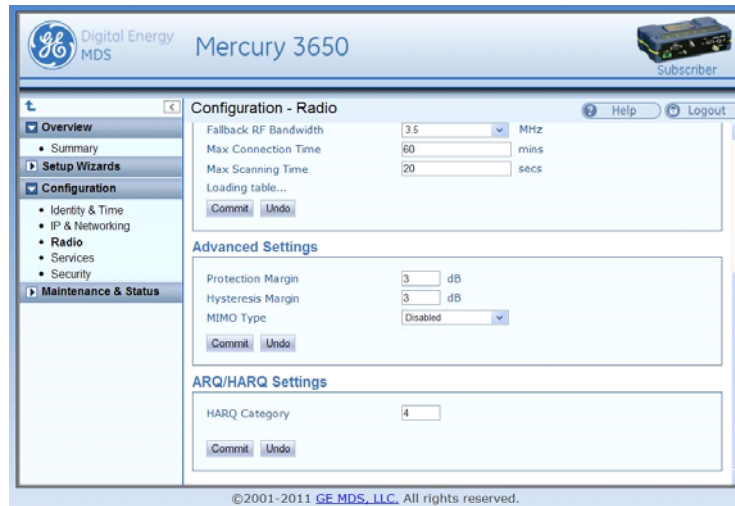 GE
Digital Energy
MDS
Mercury 3650
Subscriber
Configuration - Radio
Help
Logout
Overview
Summary
Setup Wizards
Configuration
Identity & Time
IP & Networking
Radio
Services
Security
Maintenance & Status
Fallback RF Bandwidth 3.5 MHz
Max Connection Time 60 mins
Max Scanning Time 20 secs
Loading table...
Commit Undo
Advanced Settings
Protection Margin 3 dB
Hysteresis Margin 3 dB
MIMO Type Disabled
Commit Undo
ARQ/HARQ Settings
HARQ Category 4
Commit Undo
©2001-2011 GE MDS, LLC. All rights reserved.